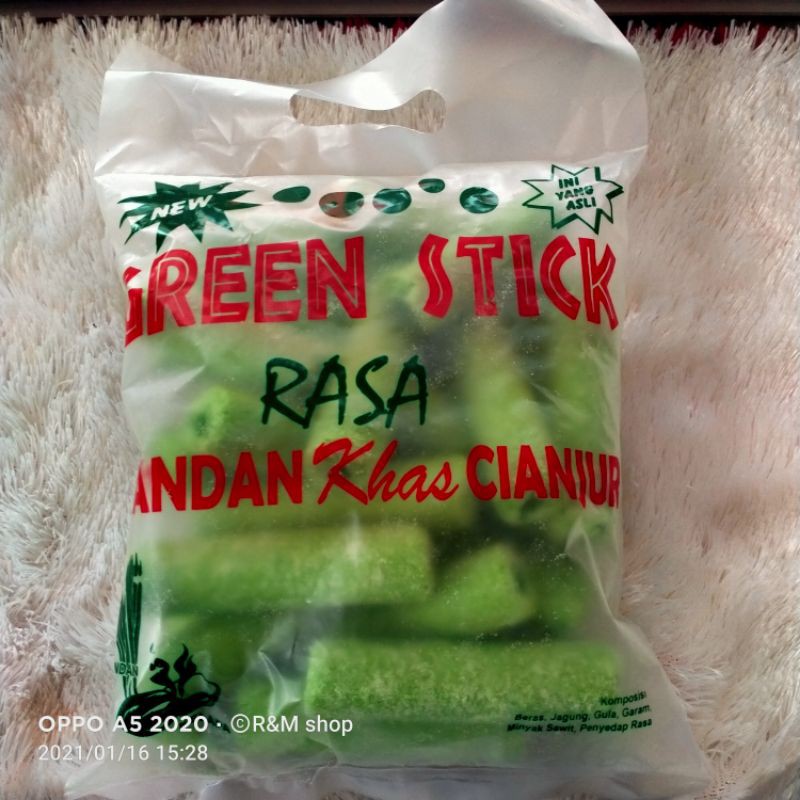 NEW
INI
YANG
ASLI
GREEN STICK
RASA
ANDAN Khas CIANJUR
NDAN
Komposisi
Beras, Jagung, Gula, Garam,
Minyak Sawit, Penyedap Rasa
OPPO A5 2020 · ©R&M shop
2021/01/16 15:28